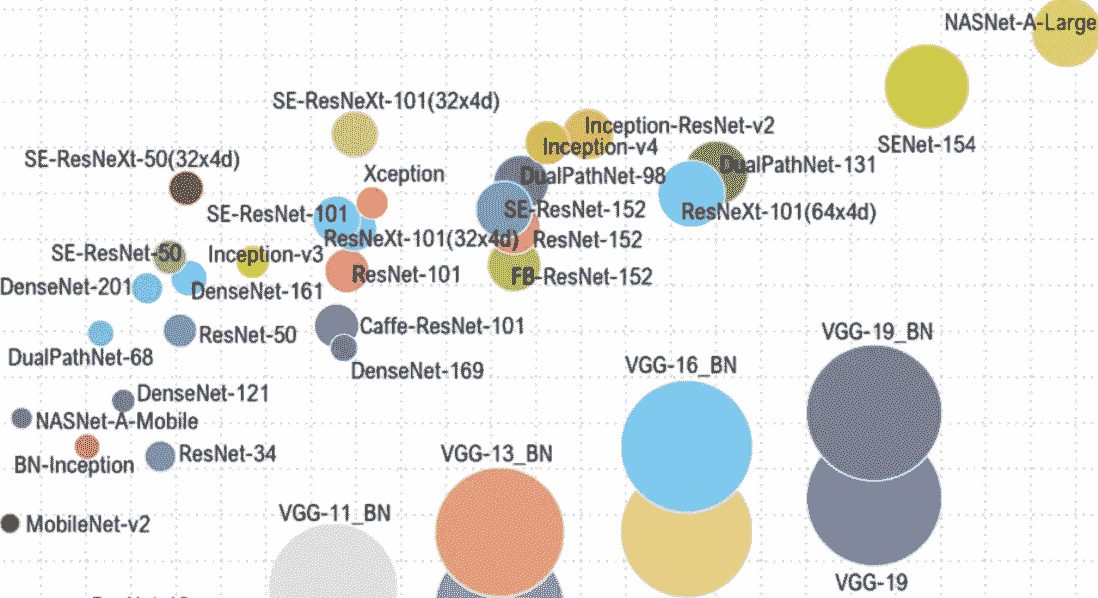 NASNet-A-Large
SE-ResNeXt-101(32x4d)
Inception-ResNet-v2
Inception-v4
SENet-154
SE-ResNeXt-50(32x4d)
DualPathNet-131
Xception
DualPathNet-98
SE-ResNet-101
SE-ResNet-152
ResNeXt-101(64x4d)
ResNeXt-101(32x4d)
ResNet-152
SE-ResNet-50
Inception-v3
ResNet-101
FB-ResNet-152
DenseNet-201
DenseNet-161
Caffe-ResNet-101
ResNet-50
VGG-19_BN
DualPathNet-68
VGG-16_BN
DenseNet-169
DenseNet-121
NASNet-A-Mobile
ResNet-34
VGG-13_BN
BN-Inception
VGG-11_BN
MobileNet-v2
VGG-19